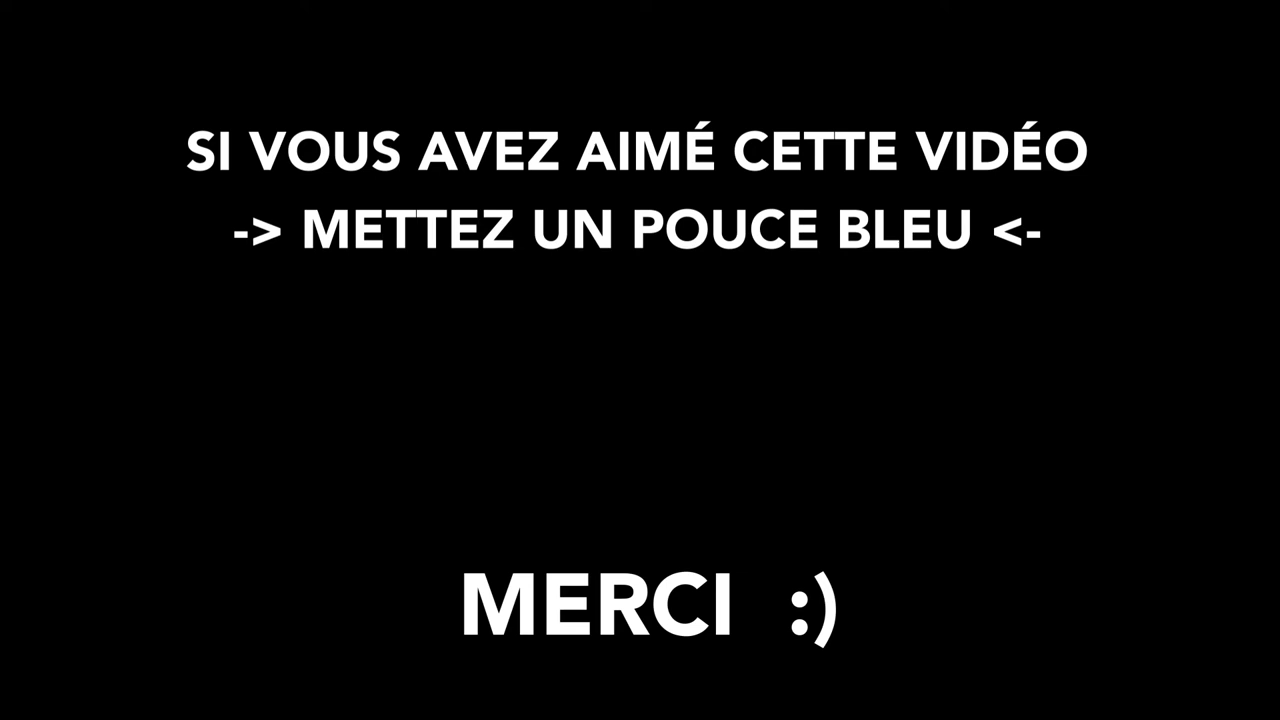 SI VOUS AVEZ AIMÉ CETTE VIDÉO
-> METTEZ UN POUCE BLEU <-
MERCI :)